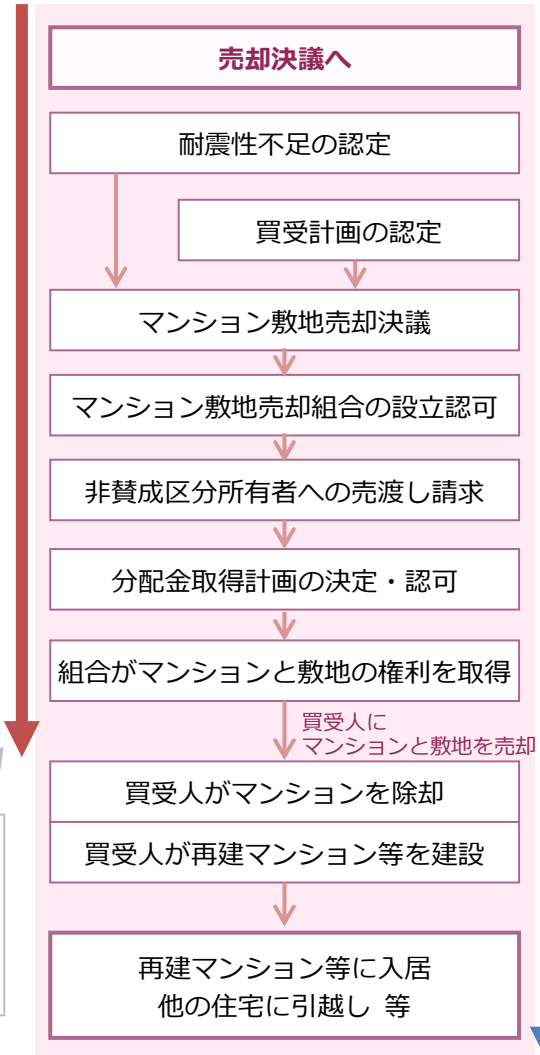 売却決議へ
耐震性不足の認定
買受計画の認定
マンション敷地売却決議
マンション敷地売却組合の設立認可
非賛成区分所有者への売渡し請求
分配金取得計画の決定・認可
組合がマンションと敷地の権利を取得
買受人に
マンションと敷地を売却
買受人がマンションを除却
買受人が再建マンション等を建設
再建マンション等に入居
他の住宅に引越し 等